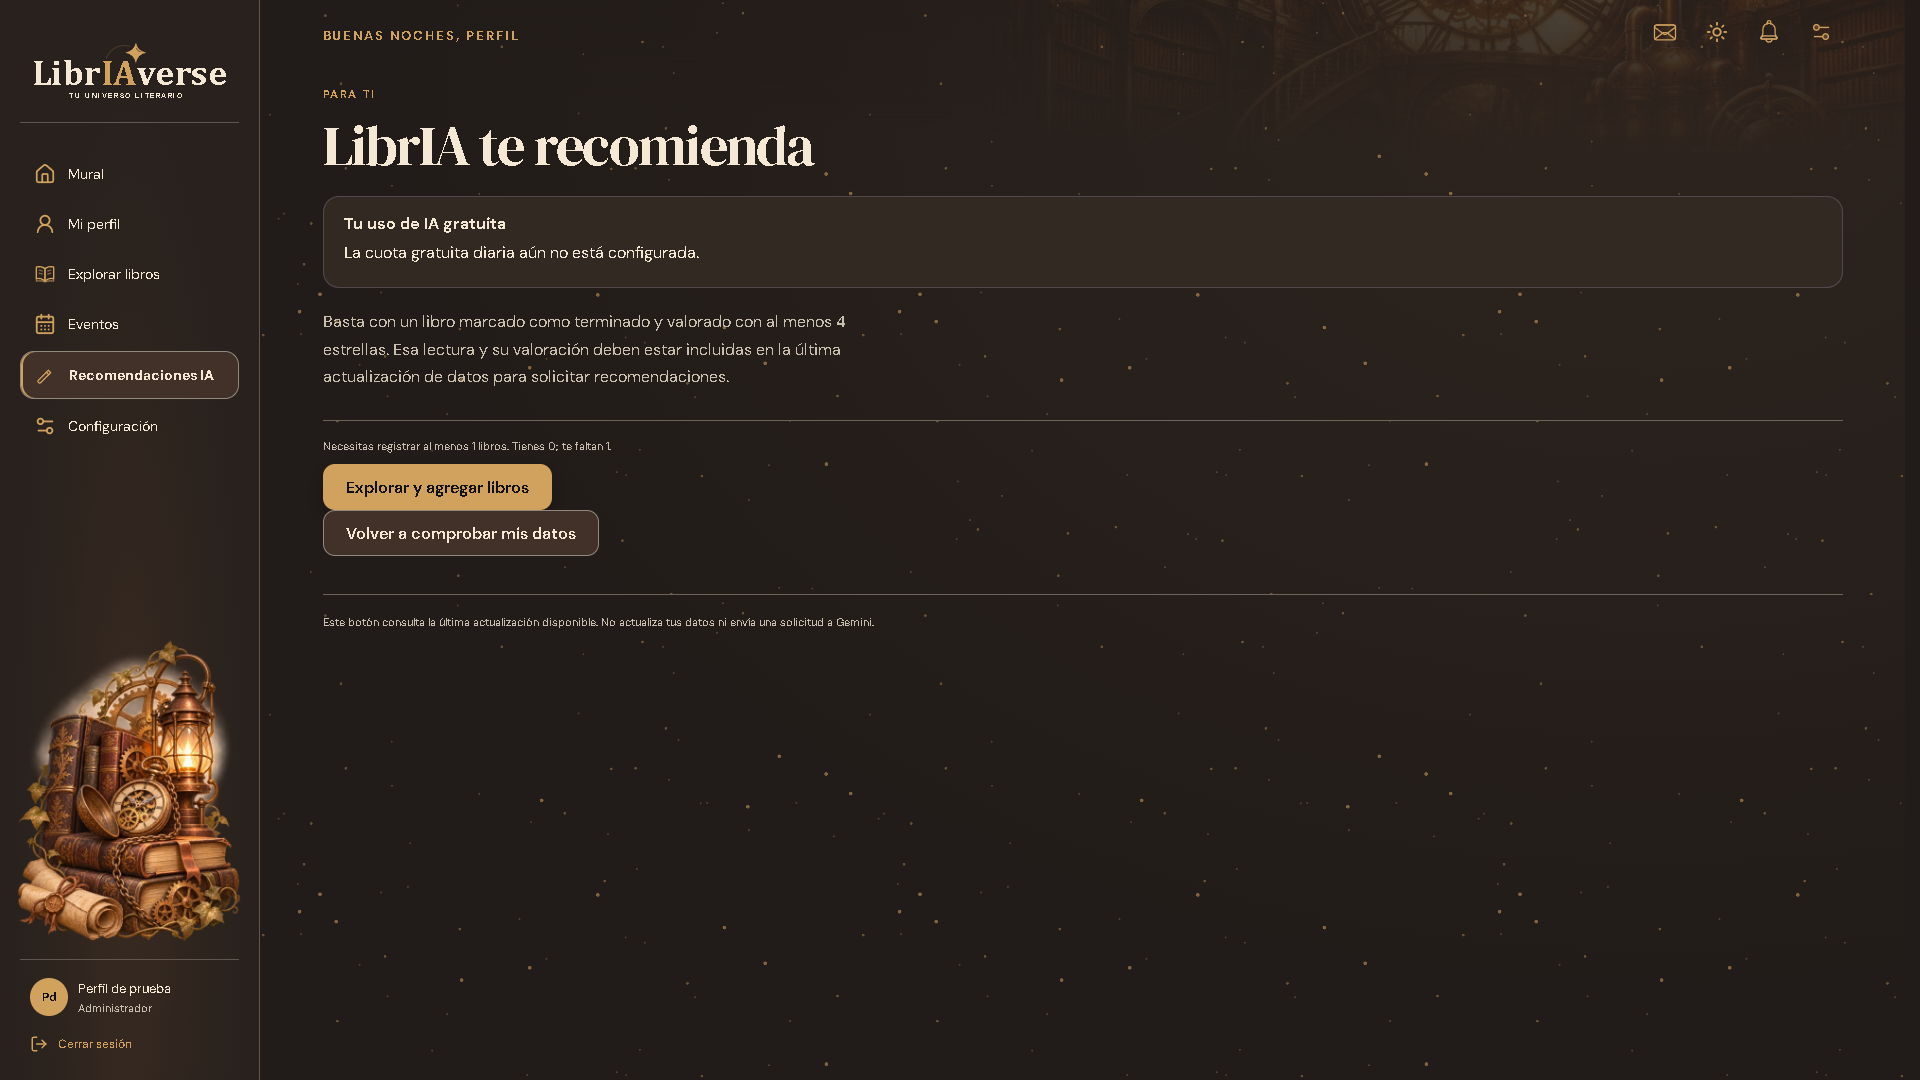 LibrIAverse
TU UNIVERSO LITERARIO
Mural
Mi perfil
Explorar libros
Eventos
Recomendaciones IA
Configuración
Pd
Perfil de prueba
Administrador
Cerrar sesión
BUENAS NOCHES, PERFIL
PARA TI
LibrIA te recomienda
Tu uso de IA gratuita
La cuota gratuita diaria aún no está configurada.
Basta con un libro marcado como terminado y valorado con al menos 4
estrellas. Esa lectura y su valoración deben estar incluidas en la última
actualización de datos para solicitar recomendaciones.
Necesitas registrar al menos 1 libros. Tienes 0; te faltan 1.
Explorar y agregar libros
Volver a comprobar mis datos
Este botón consulta la última actualización disponible. No actualiza tus datos ni envía una solicitud a Gemini.